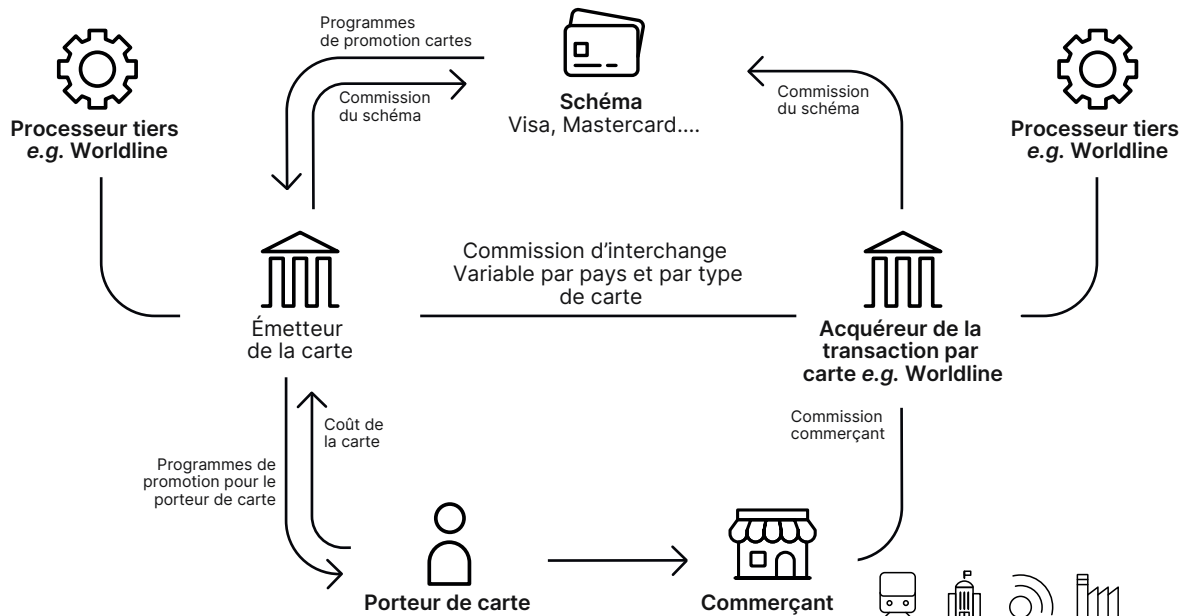 Programmes
de promotion cartes
Commission
du schéma
Schéma
Visa, Mastercard....
Commission
du schéma
Processeur tiers
e.g. Worldline
Processeur tiers
e.g. Worldline
Commission d’interchange
Variable par pays et par type
de carte
Émetteur
de la carte
Acquéreur de la
transaction par
carte e.g. Worldline
Coût de
la carte
Commission
commerçant
Programmes de
promotion pour le
porteur de carte
Porteur de carte
Commerçant